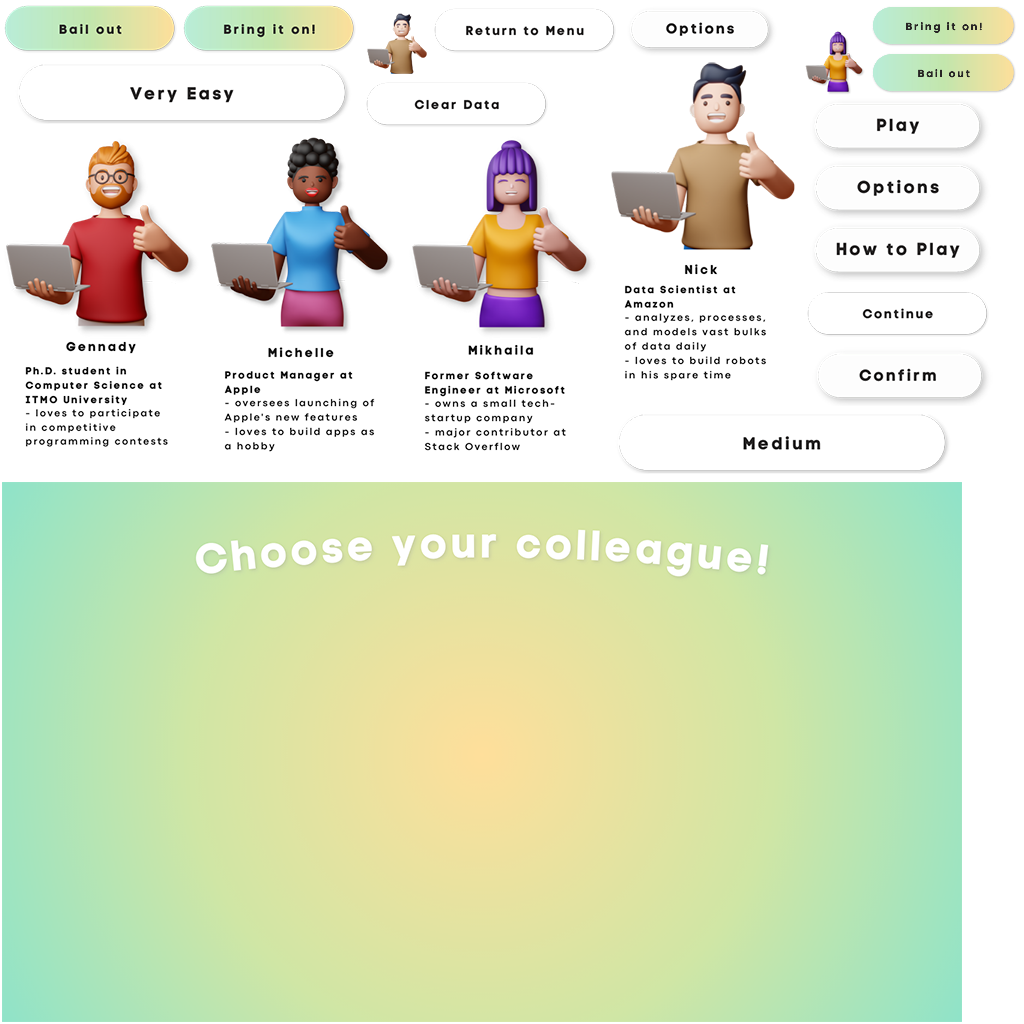 Bail out
Bring it on!
Return to Menu
Options
Bring it on!
Bail out
Very Easy
Clear Data
Play
Options
How to Play
Continue
Confirm
Gennady
Ph.D. student in
Computer Science at
ITMO University
- loves to participate
in competitive
programming contests
Michelle
Product Manager at
Apple
- oversees launching of
Apple's new features
- loves to build apps as
a hobby
Mikhaila
Former Software
Engineer at Microsoft
- owns a small tech-
startup company
- major contributor at
Stack Overflow
Nick
Data Scientist at
Amazon
- analyzes, processes,
and models vast bulks
of data daily
- loves to build robots
in his spare time
Medium
Choose your colleague!